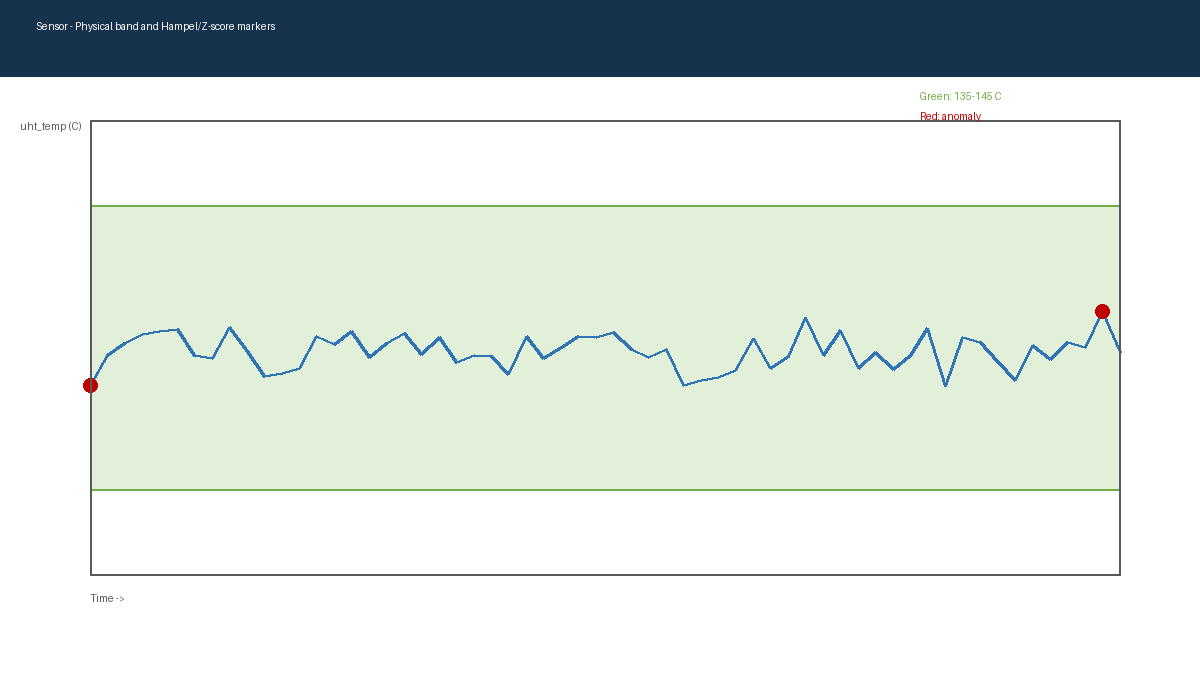 Sensor - Physical band and Hampel/Z-score markers
Green: 135-145 C
Red: anomaly
uht_temp (C)
Time ->